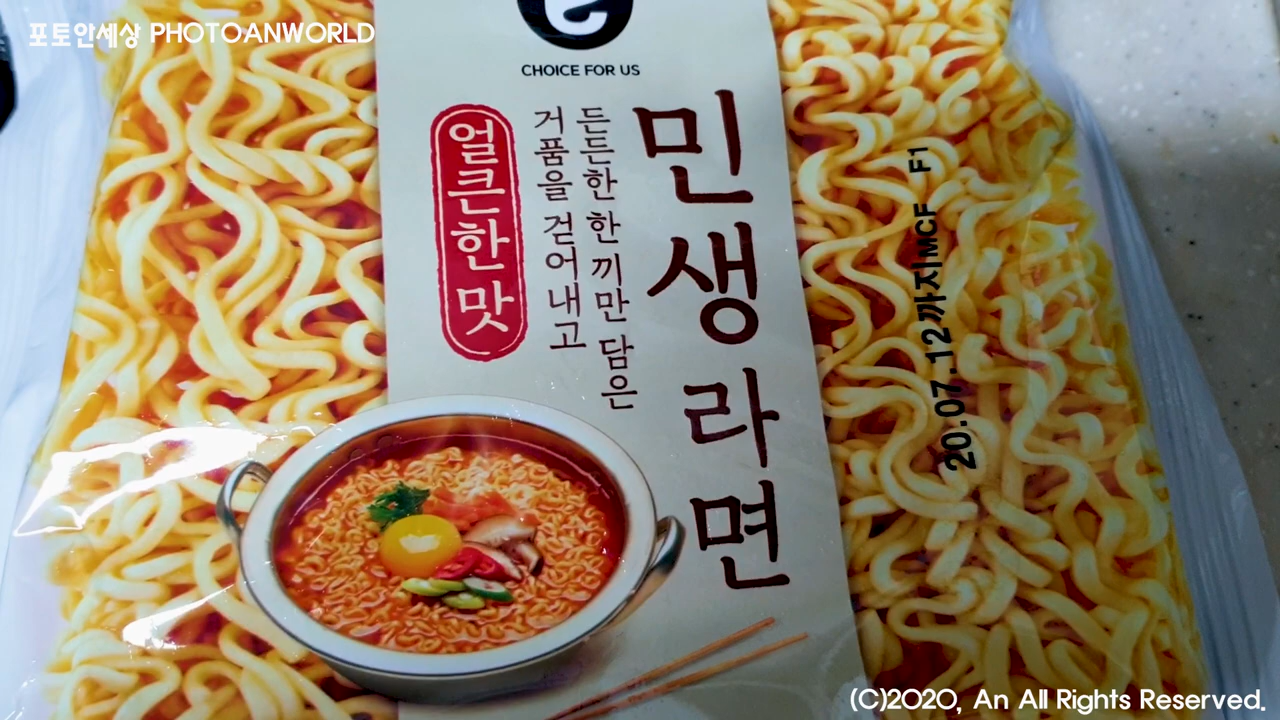 포토안세상 PHOTOANWORLD
CHOICE FOR US
민생라면
든든한 한 끼만 담은
거품을 걷어내고
얼큰한 맛
20.07.12까지MCF F1
(C)2020, An All Rights Reserved.